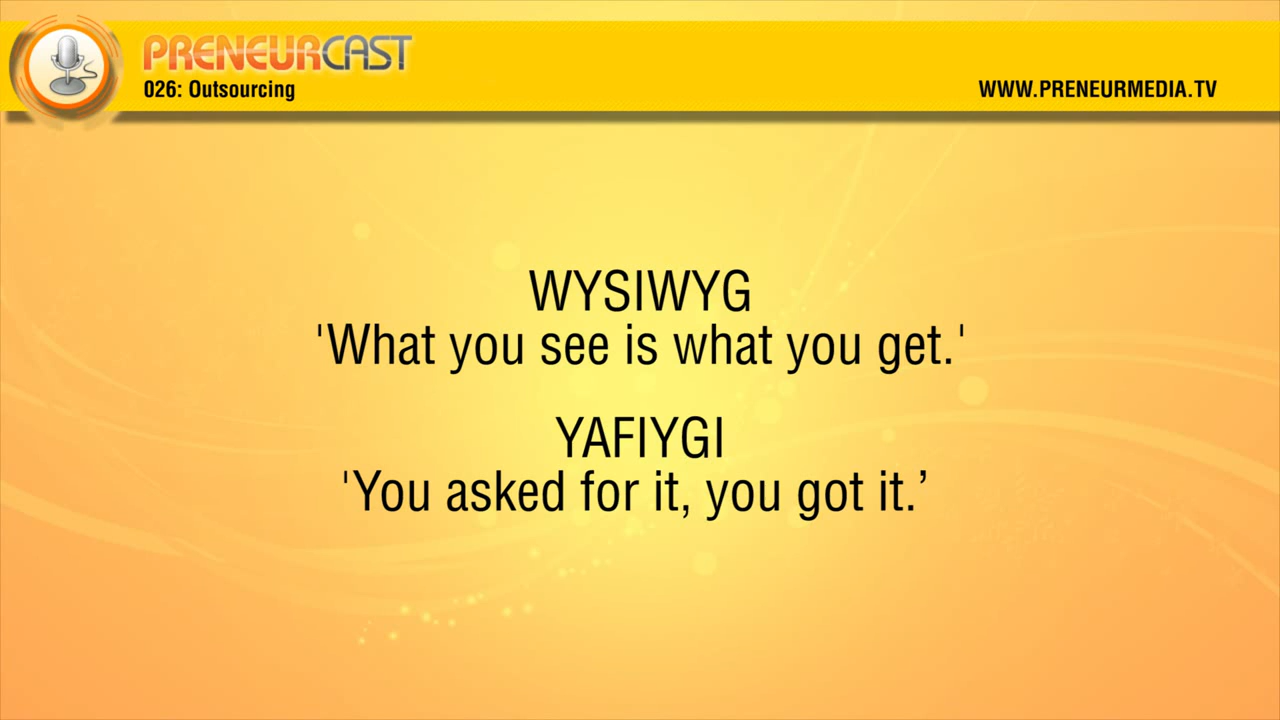 PRENEURCAST
026: Outsourcing
WWW.PRENEURMEDIA.TV
WYSIWYG
'What you see is what you get.'
YAFIYGI
'You asked for it, you got it.’